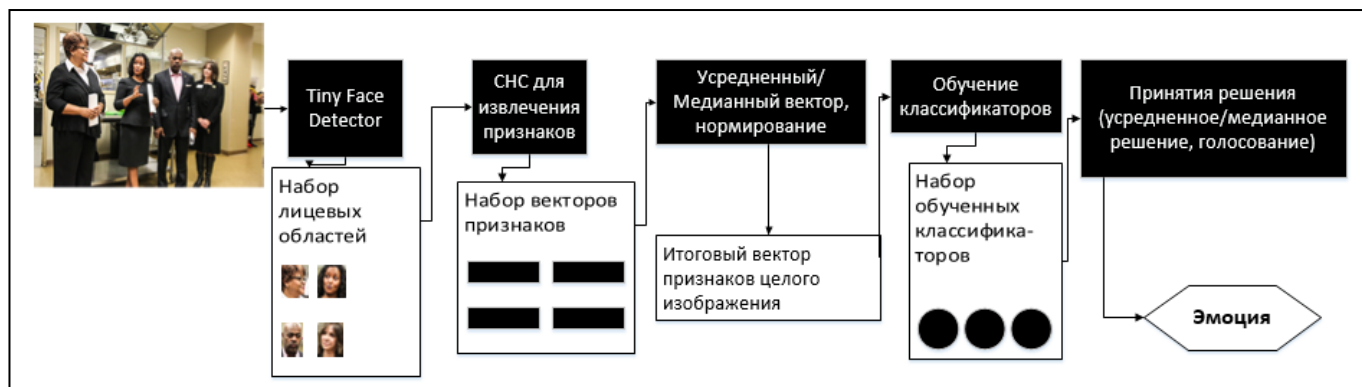 Tiny Face
Detector
Набор
лицевых
областей
СНС для
извлечения
признаков
Набор векторов
признаков
Усредненный/
Медианный вектор,
нормирование
Итоговый вектор
признаков целого
изображения
Обучение
классификаторов
Набор
обученных
классифика-
торов
Принятия решения
(усредненное/медианное
решение, голосование)
Эмоция